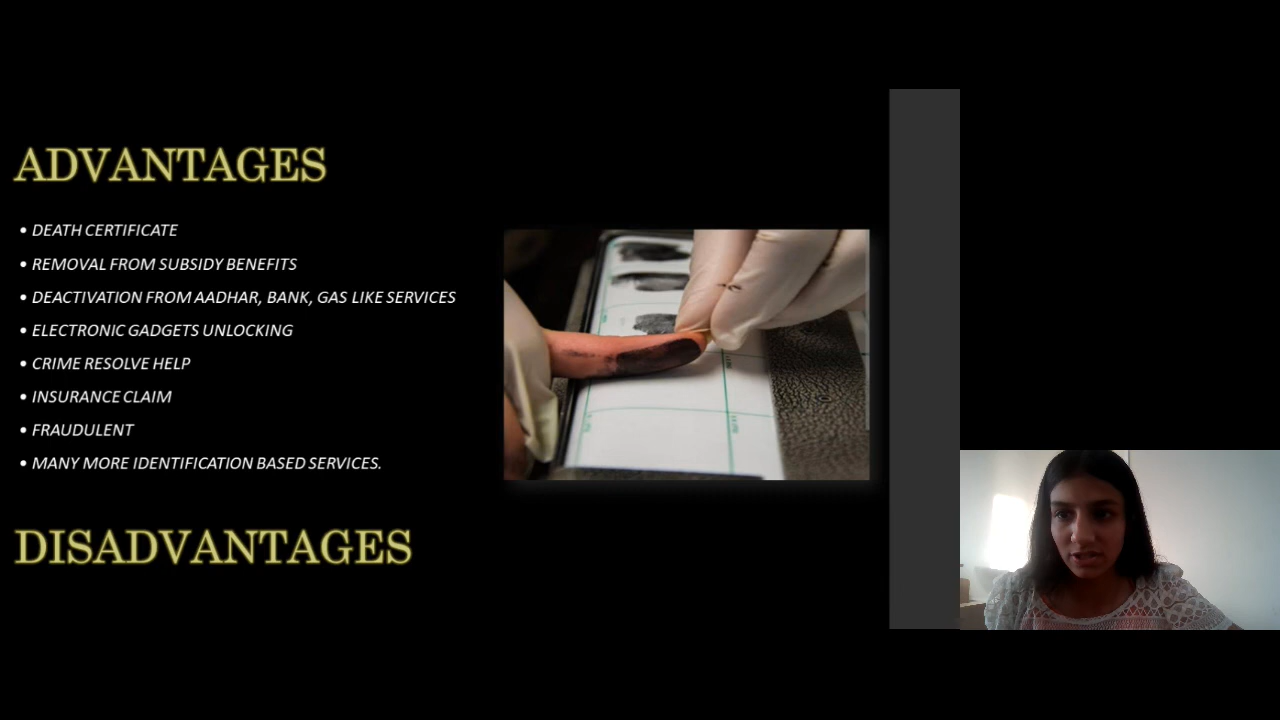 ADVANTAGES
• DEATH CERTIFICATE
• REMOVAL FROM SUBSIDY BENEFITS
• DEACTIVATION FROM AADHAR, BANK, GAS LIKE SERVICES
• ELECTRONIC GADGETS UNLOCKING
• CRIME RESOLVE HELP
• INSURANCE CLAIM
• FRAUDULENT
• MANY MORE IDENTIFICATION BASED SERVICES.
DISADVANTAGES